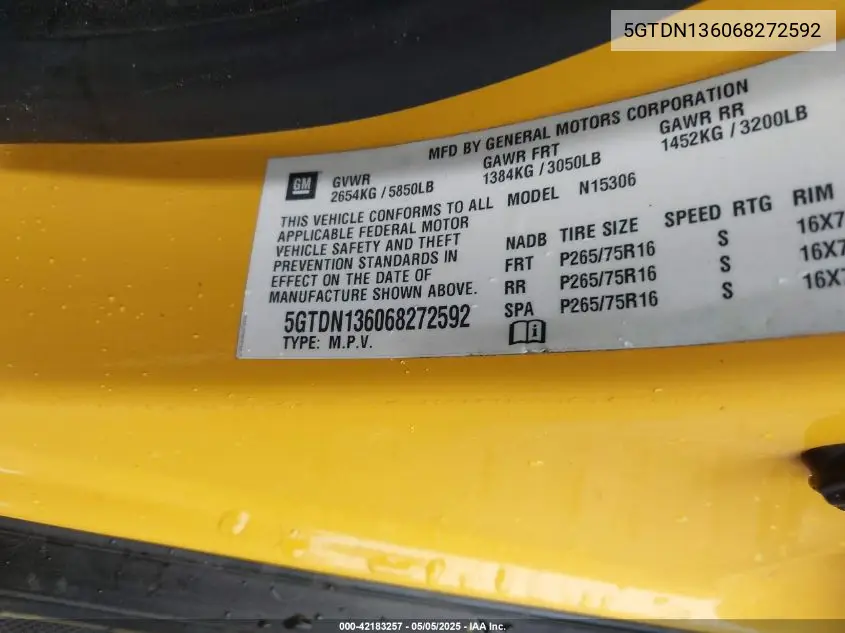 5GTDN136068272592
MFD BY GENERAL MOTORS CORPORATION
GM
GVWR GAWR FRT GAWR RR
2654KG / 5850LB 1384KG / 3050LB 1452KG / 3200LB
THIS VEHICLE CONFORMS TO ALL
APPLICABLE FEDERAL MOTOR
VEHICLE SAFETY AND THEFT
PREVENTION STANDARDS IN
EFFECT ON THE DATE OF
MANUFACTURE SHOWN ABOVE.
5GTDN136068272592
TYPE: M.P.V.
MODEL N15306
NADB TIRE SIZE SPEED RTG RIM
FRT P265/75R16 S 16X7
RR P265/75R16 S 16X7
SPA P265/75R16 S 16X7
000-42183257 - 05/05/2025 - IAA Inc.